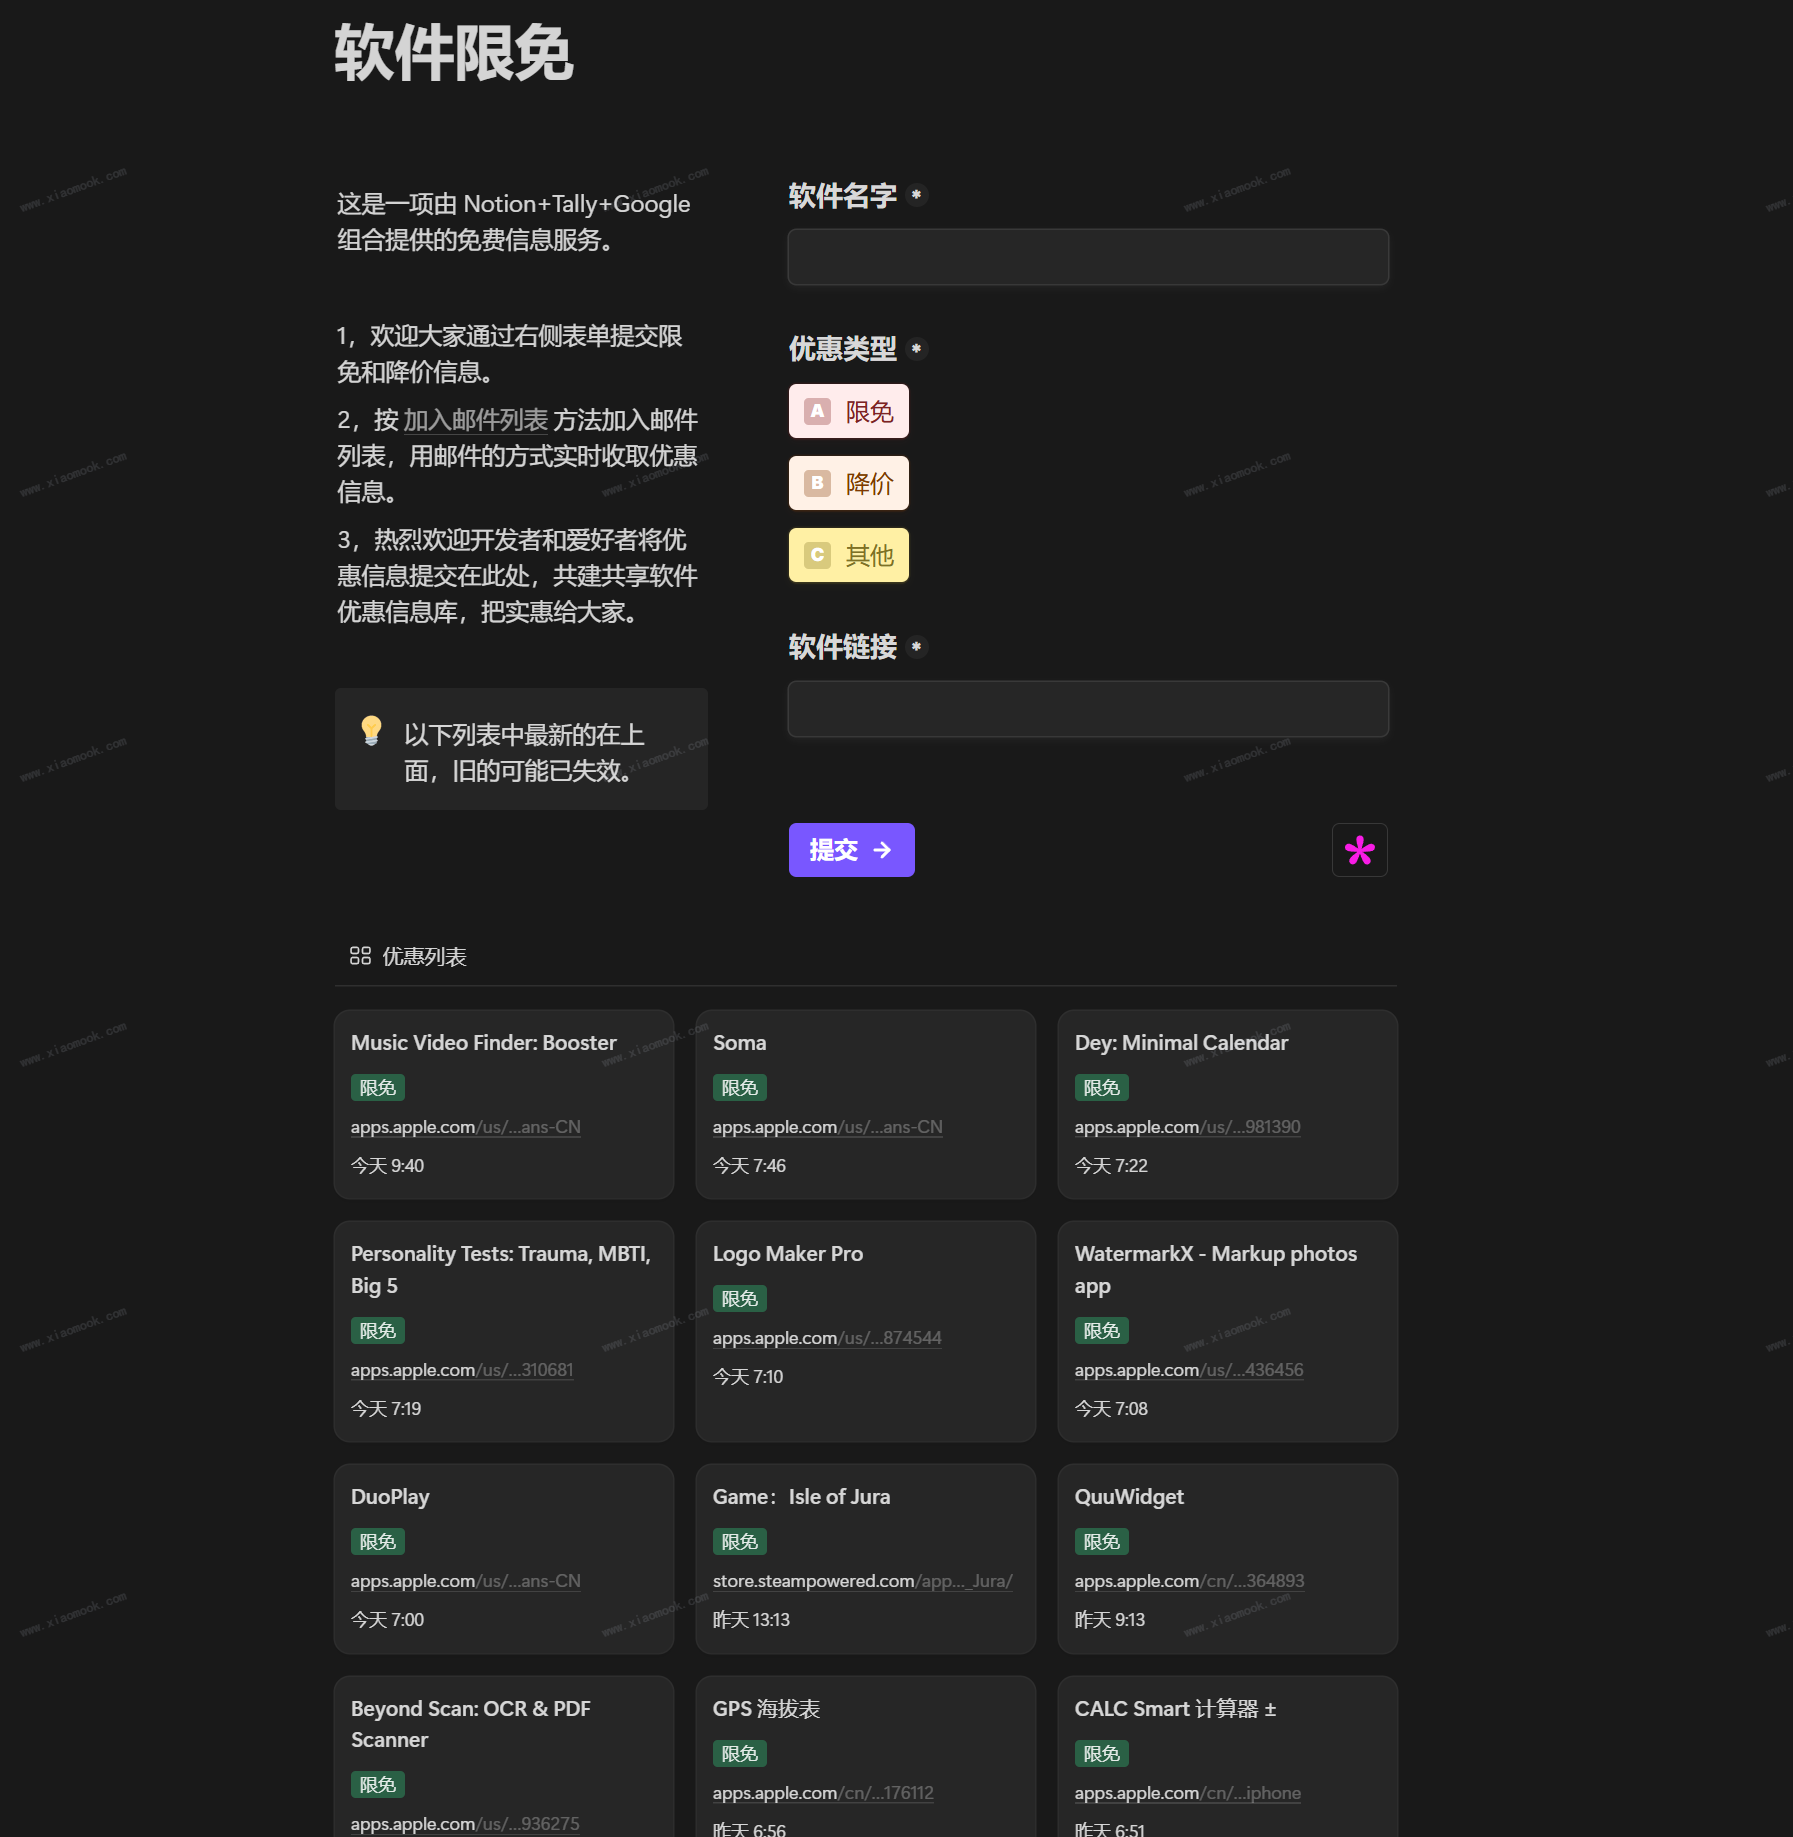 软件限免
这是一项由 Notion+Tally+Google
组合提供的免费信息服务。
1，欢迎大家通过右侧表单提交限
免和降价信息。
2，按 加入邮件列表 方法加入邮件
列表，用邮件的方式实时收取优惠
信息。
3，热烈欢迎开发者和爱好者将优
惠信息提交在此处，共建共享软件
优惠信息库，把实惠给大家。
以下列表中最新的在上
面，旧的可能已失效。
软件名字 *
优惠类型 *
A 限免
B 降价
C 其他
软件链接 *
提交 →
优惠列表
Music Video Finder: Booster
限免
apps.apple.com/us/...ans-CN
今天 9:40
Soma
限免
apps.apple.com/us/...ans-CN
今天 7:46
Dey: Minimal Calendar
限免
apps.apple.com/us/...981390
今天 7:22
Personality Tests: Trauma, MBTI,
Big 5
限免
apps.apple.com/us/...310681
今天 7:19
Logo Maker Pro
限免
apps.apple.com/us/...874544
今天 7:10
WatermarkX - Markup photos
app
限免
apps.apple.com/us/...436456
今天 7:08
DuoPlay
限免
apps.apple.com/us/...ans-CN
今天 7:00
Game：Isle of Jura
限免
store.steampowered.com/app..._Jura/
昨天 13:13
QuuWidget
限免
apps.apple.com/cn/...364893
昨天 9:13
Beyond Scan: OCR & PDF
Scanner
限免
apps.apple.com/us/...936275
GPS 海拔表
限免
apps.apple.com/cn/...176112
昨天 6:56
CALC Smart 计算器 ±
限免
apps.apple.com/cn/...iphone
昨天 6:51
www.xiaomook.com